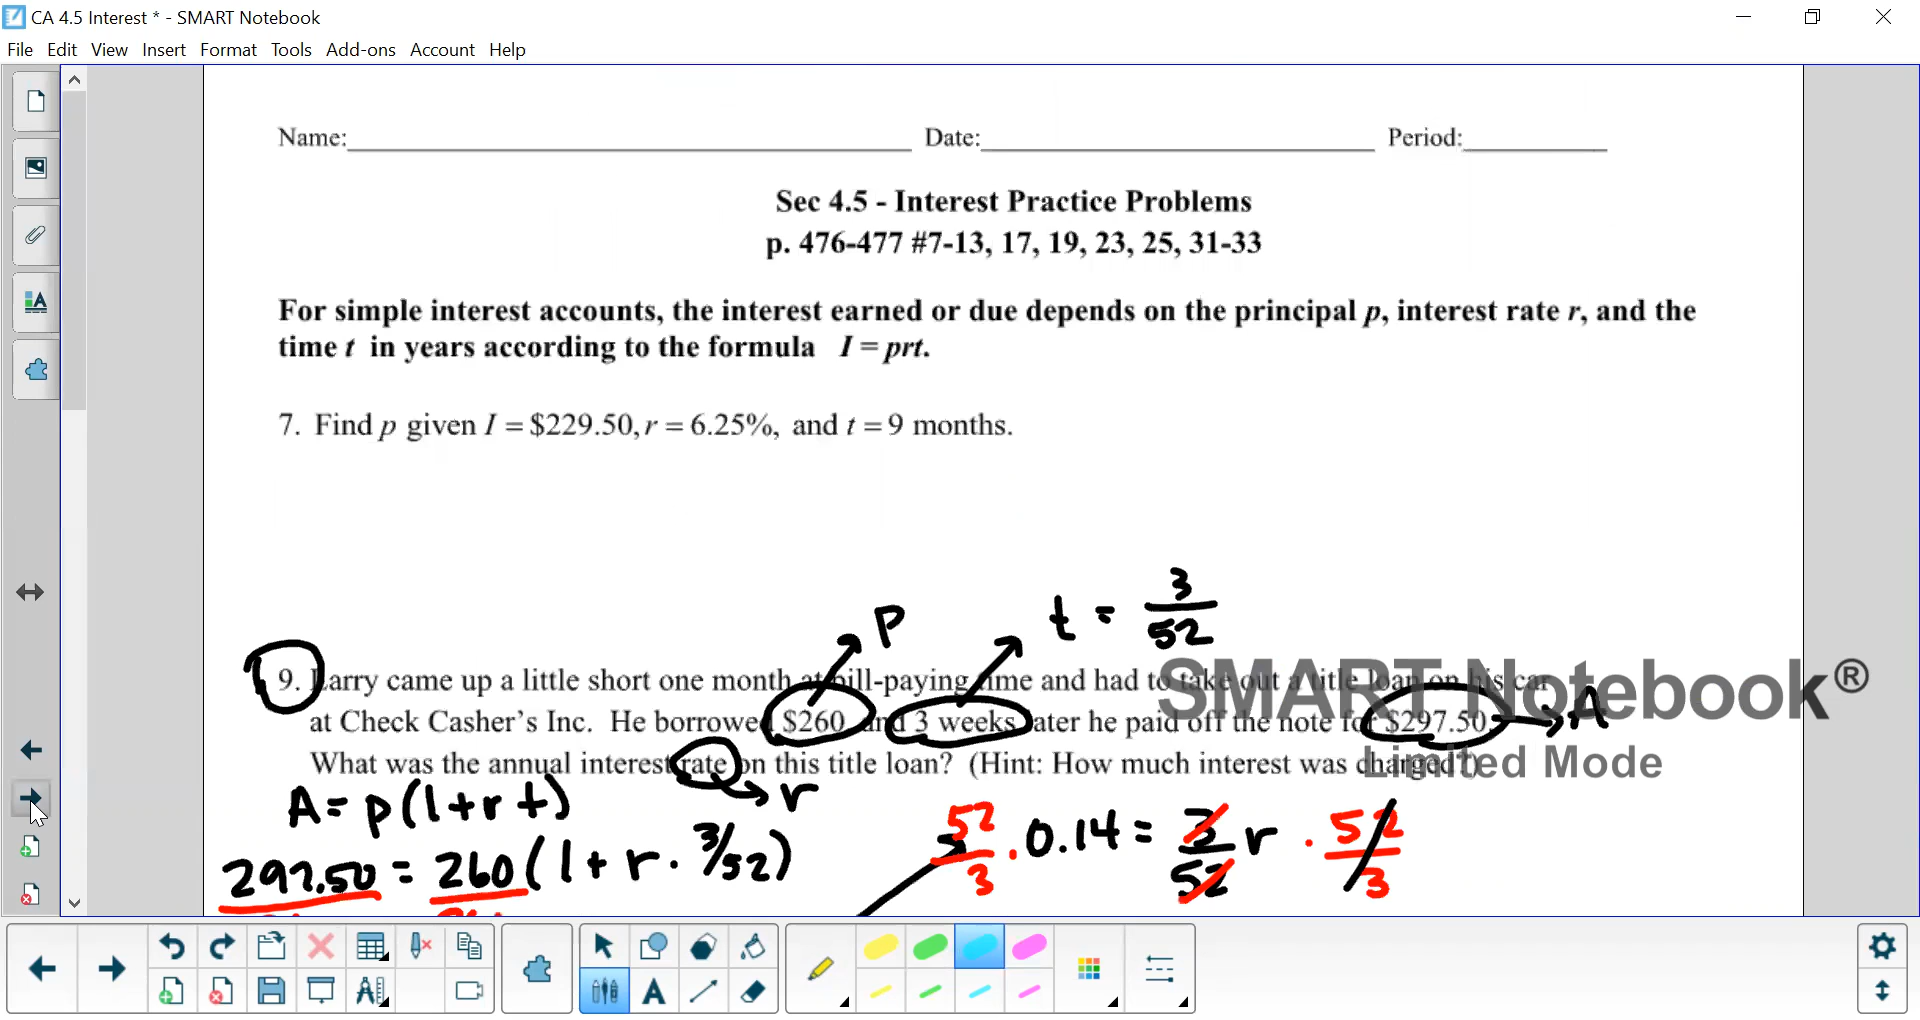 CA 4.5 Interest * - SMART Notebook
File Edit View Insert Format Tools Add-ons Account Help
Name: Date: Period:
Sec 4.5 - Interest Practice Problems
p. 476-477 #7-13, 17, 19, 23, 25, 31-33
For simple interest accounts, the interest earned or due depends on the principal p, interest rate r, and the
time t in years according to the formula I = prt.
7. Find p given I = $229.50, r = 6.25%, and t = 9 months.
p t = 3/52
9. Larry came up a little short one month at bill-paying time and had to take out a title loan on his car
SMART Notebook®
at Check Casher's Inc. He borrowed $260 and 3 weeks later he paid off the note for $297.50. A
What was the annual interest rate on this title loan? (Hint: How much interest was charged?)
Limited Mode
A = p(1 + r t) r
52/3 · 0.14 = 3/52 r · 52/3
297.50 = 260(1 + r · 3/52)